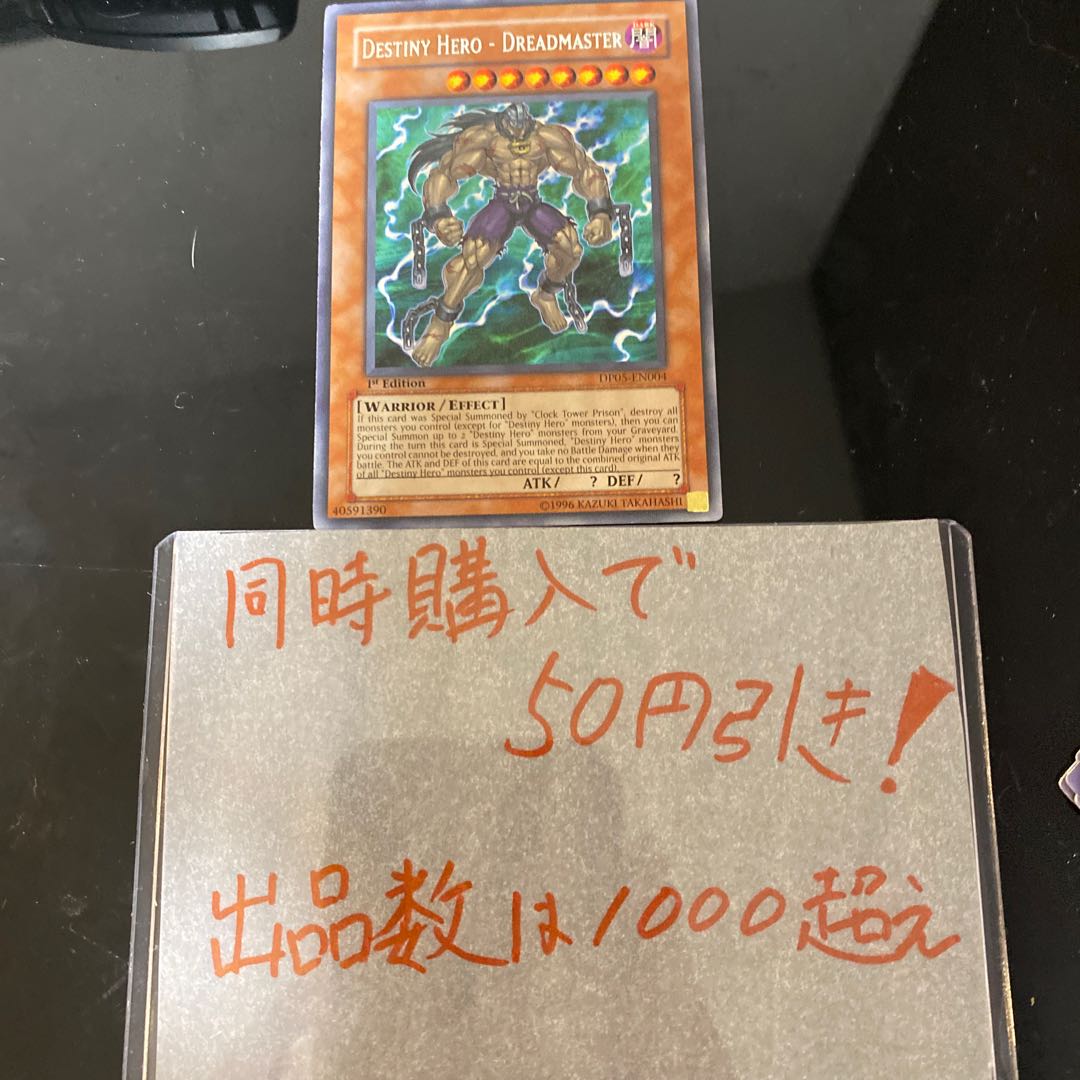 DESTINY HERO - DREADMASTER
闇
1st Edition
DP05-EN004
[WARRIOR/EFFECT]
If this card was Special Summoned by "Clock Tower Prison", destroy all
monsters you control (except for "Destiny Hero" monsters), then you can
Special Summon up to 2 "Destiny Hero" monsters from your Graveyard.
During the turn this card is Special Summoned, "Destiny Hero" monsters
you control cannot be destroyed, and you take no Battle Damage when they
battle. The ATK and DEF of this card are equal to the combined original ATK
of all "Destiny Hero" monsters you control (except this card).
ATK/ ? DEF/ ?
40591390
©1996 KAZUKI TAKAHASHI
同時購入で
50円引き!
出品数は1000超え